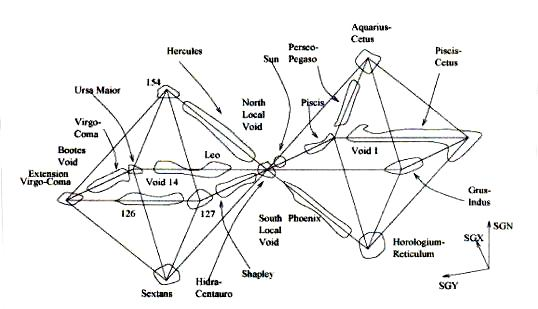 Aquarius-
Cetus
Hercules
Perseo-
Pegaso
Piscis-
Cetus
Sun
154
Ursa Maior
North
Local
Void
Piscis
Virgo-
Coma
Bootes
Void
Leo
Void 1
Extension
Virgo-Coma
Void 14
Grus-
Indus
126
127
South
Local
Void
Phoenix
Horologium-
Reticulum
SGN
SGX
SGY
Shapley
Sextans
Hidra-
Centauro